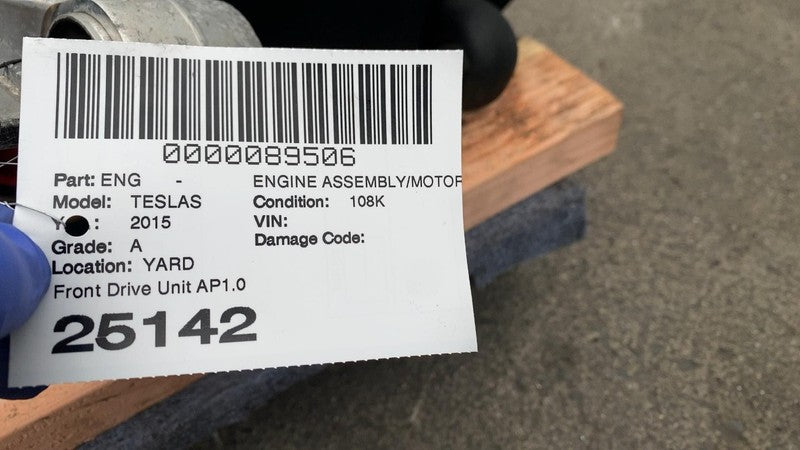 0000089506
Part: ENG - ENGINE ASSEMBLY/MOTOR
Model: TESLAS Condition: 108K
: 2015 VIN:
Grade: A Damage Code:
Location: YARD
Front Drive Unit AP1.0
25142